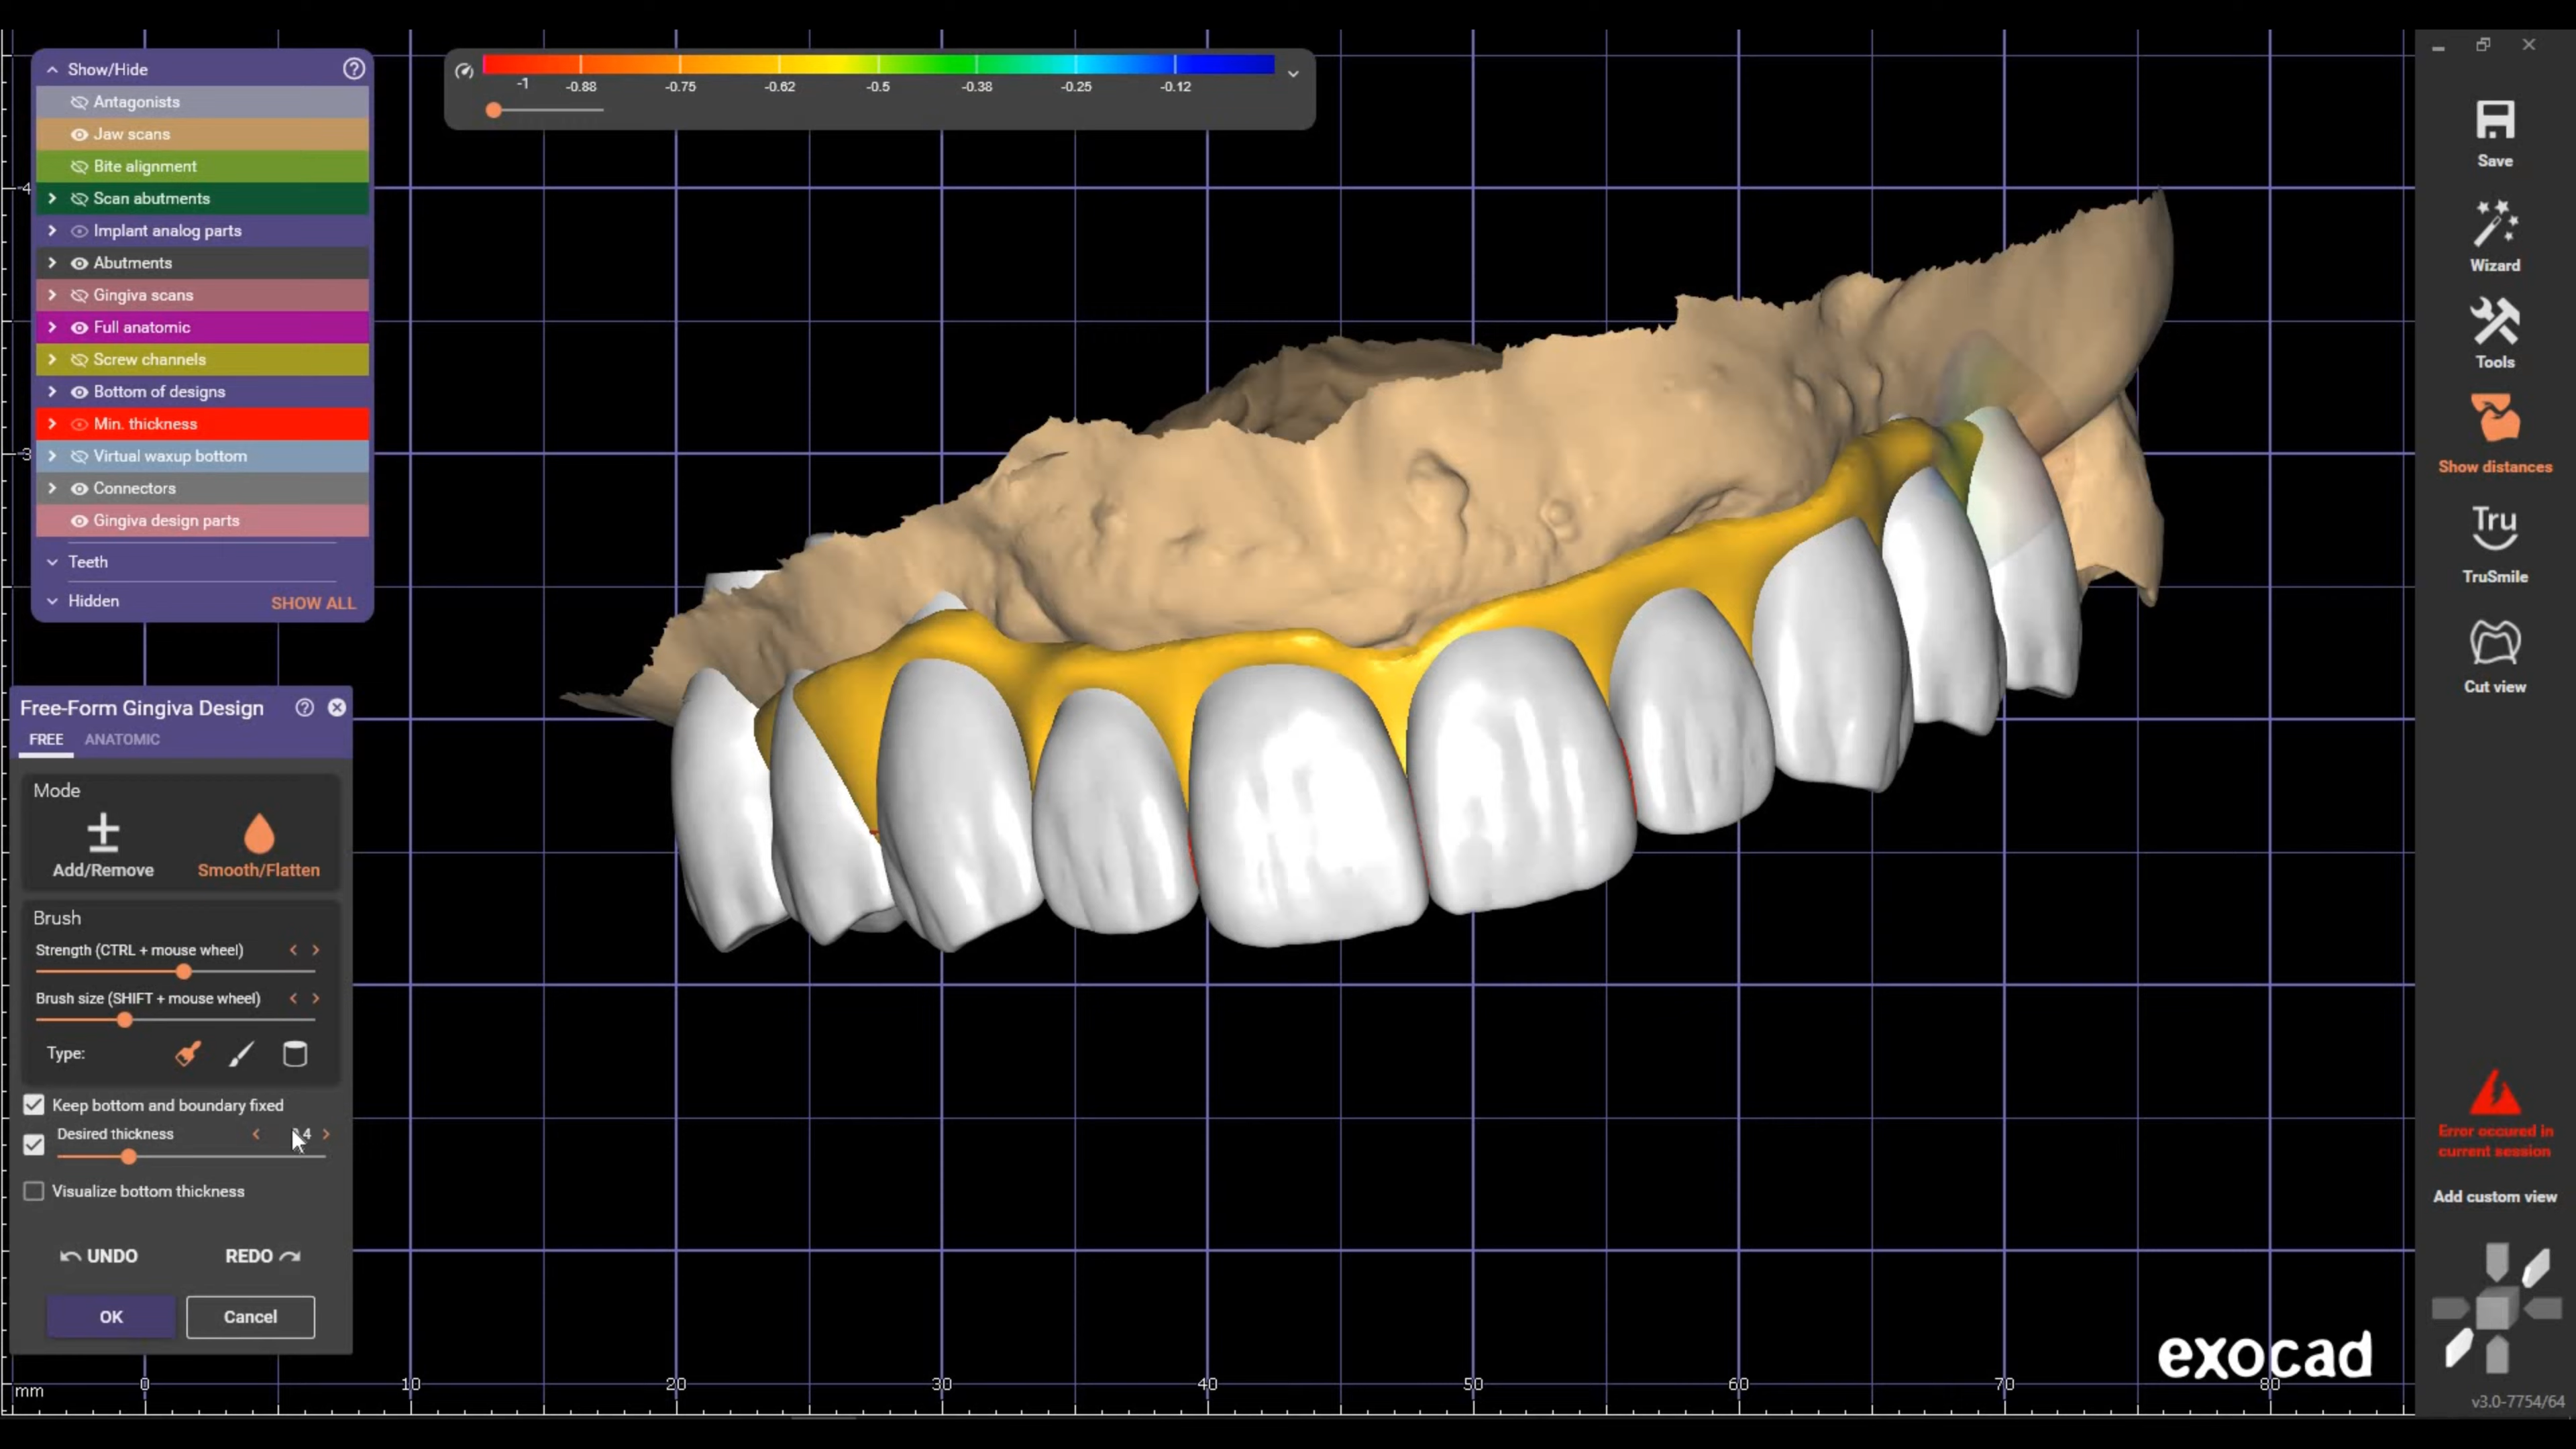 Show/Hide
Antagonists
Jaw scans
Bite alignment
Scan abutments
Implant analog parts
Abutments
Gingiva scans
Full anatomic
Screw channels
Bottom of designs
Min. thickness
Virtual waxup bottom
Connectors
Gingiva design parts
Teeth
Hidden SHOW ALL
-1 -0.88 -0.75 -0.62 -0.5 -0.38 -0.25 -0.12
Free-Form Gingiva Design
FREE ANATOMIC
Mode
Add/Remove Smooth/Flatten
Brush
Strength (CTRL + mouse wheel)
Brush size (SHIFT + mouse wheel)
Type:
Keep bottom and boundary fixed
Desired thickness
Visualize bottom thickness
UNDO REDO
OK Cancel
Save
Wizard
Tools
Show distances
Tru
TruSmile
Cut view
Error occured in
current session
Add custom view
exocad
v3.0-7754/64
mm 0 10 20 30 40 50 60 70 80